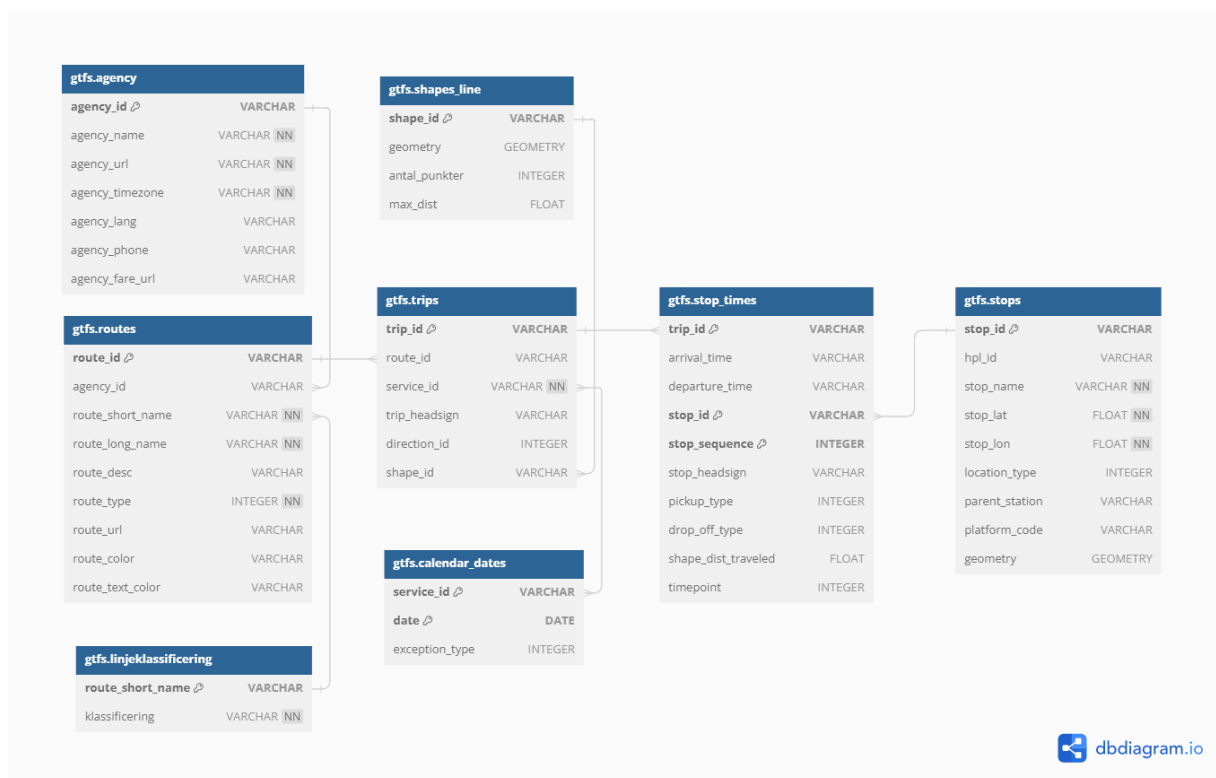 gtfs.agency
agency_id VARCHAR
agency_name VARCHAR NN
agency_url VARCHAR NN
agency_timezone VARCHAR NN
agency_lang VARCHAR
agency_phone VARCHAR
agency_fare_url VARCHAR
gtfs.shapes_line
shape_id VARCHAR
geometry GEOMETRY
antal_punkter INTEGER
max_dist FLOAT
gtfs.routes
route_id VARCHAR
agency_id VARCHAR
route_short_name VARCHAR NN
route_long_name VARCHAR NN
route_desc VARCHAR
route_type INTEGER NN
route_url VARCHAR
route_color VARCHAR
route_text_color VARCHAR
gtfs.trips
trip_id VARCHAR
route_id VARCHAR
service_id VARCHAR NN
trip_headsign VARCHAR
direction_id INTEGER
shape_id VARCHAR
gtfs.stop_times
trip_id VARCHAR
arrival_time VARCHAR
departure_time VARCHAR
stop_id VARCHAR
stop_sequence INTEGER
stop_headsign VARCHAR
pickup_type INTEGER
drop_off_type INTEGER
shape_dist_traveled FLOAT
timepoint INTEGER
gtfs.stops
stop_id VARCHAR
hpl_id VARCHAR
stop_name VARCHAR NN
stop_lat FLOAT NN
stop_lon FLOAT NN
location_type INTEGER
parent_station VARCHAR
platform_code VARCHAR
geometry GEOMETRY
gtfs.calendar_dates
service_id VARCHAR
date DATE
exception_type INTEGER
gtfs.linjeklassificering
route_short_name VARCHAR
klassificering VARCHAR NN
dbdiagram.io